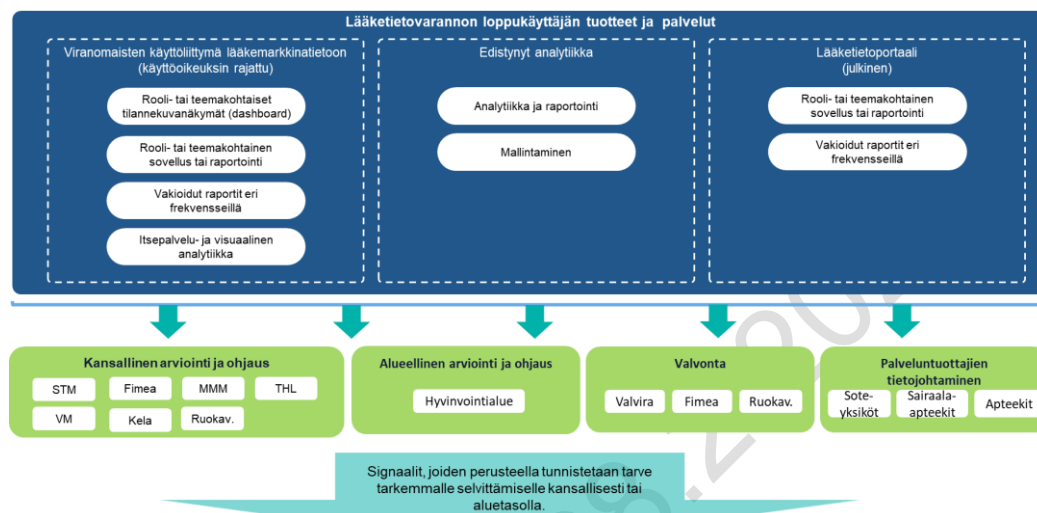 Lääketietovarannon loppukäyttäjän tuotteet ja palvelut
Viranomaisten käyttöliittymä lääkemarkkinatietoon
(käyttöoikeuksin rajattu)
Rooli- tai teemakohtaiset
tilannekuvanäkymät (dashboard)
Rooli- tai teemakohtainen
sovellus tai raportointi
Vakioidut raportit eri
frekvensseillä
Itsepalvelu- ja visuaalinen
analytiikka
Edistynyt analytiikka
Analytiikka ja raportointi
Mallintaminen
Lääketietoportaali
(julkinen)
Rooli- tai teemakohtainen
sovellus tai raportointi
Vakioidut raportit eri
frekvensseillä
Kansallinen arviointi ja ohjaus
STM
Fimea
MMM
THL
VM
Kela
Ruokav.
Alueellinen arviointi ja ohjaus
Hyvinvointialue
Valvonta
Valvira
Fimea
Ruokav.
Palveluntuottajien
tietojohtaminen
Sote-
yksiköt
Sairaala-
apteekit
Apteekit
Signaalit, joiden perusteella tunnistetaan tarve
tarkemmalle selvittämiselle kansallisesti tai
aluetasolla.